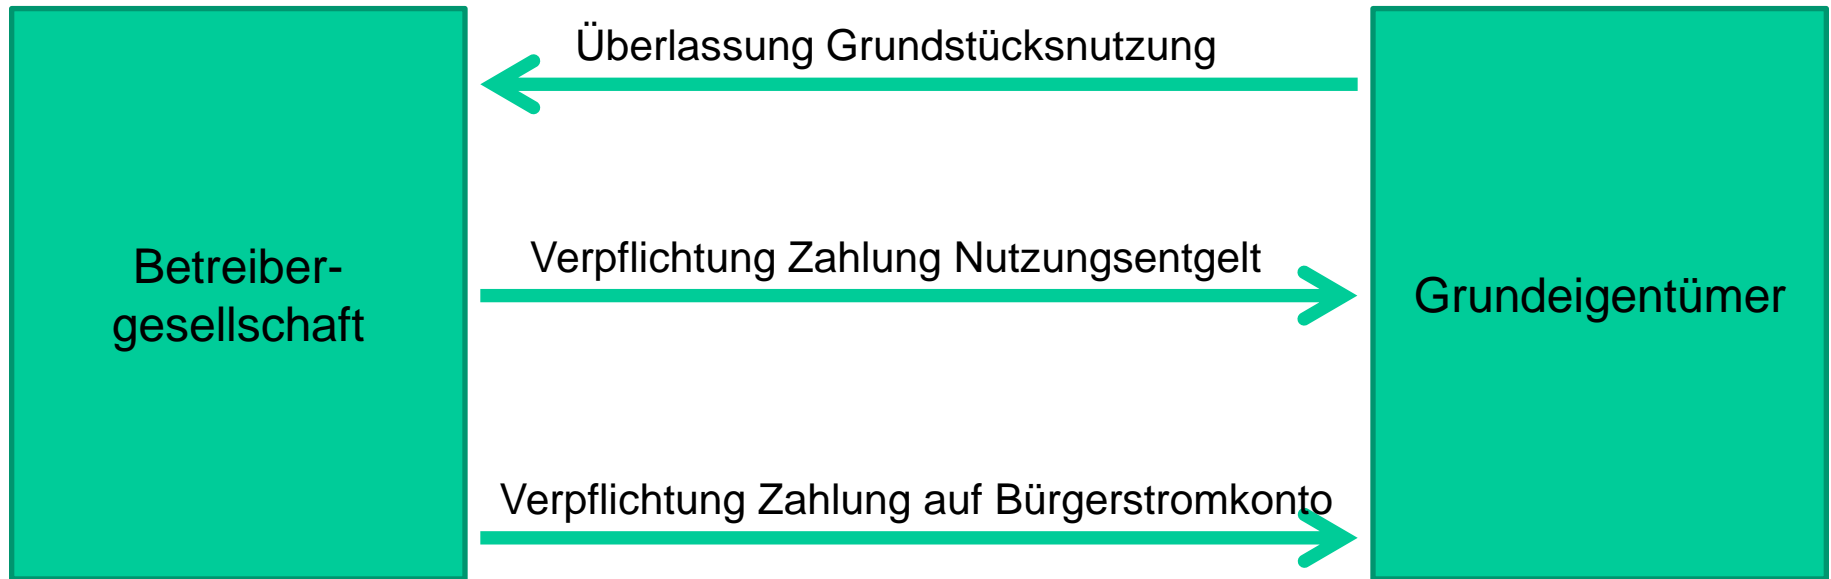 Überlassung Grundstücksnutzung
Betreiber-
gesellschaft
Verpflichtung Zahlung Nutzungsentgelt
Grundeigentümer
Verpflichtung Zahlung auf Bürgerstromkonto